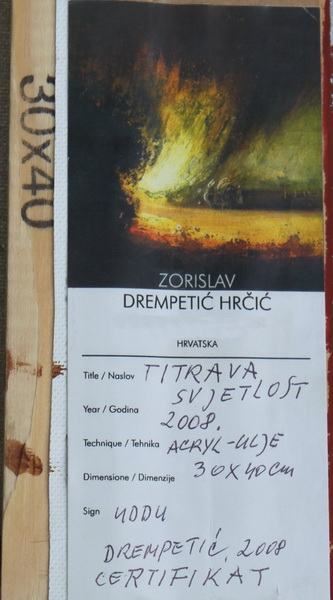 30X40
ZORISLAV
DREMPETIĆ HRČIĆ
HRVATSKA
Title / Naslov TITRAVA
SVJETLOST
Year / Godina 2008.
Technique / Tehnika ACRYL-ULJE
Dimensione / Dimenzije 30X40cm
Sign
DREMPETIĆ, 2008
CERTIFIKAT